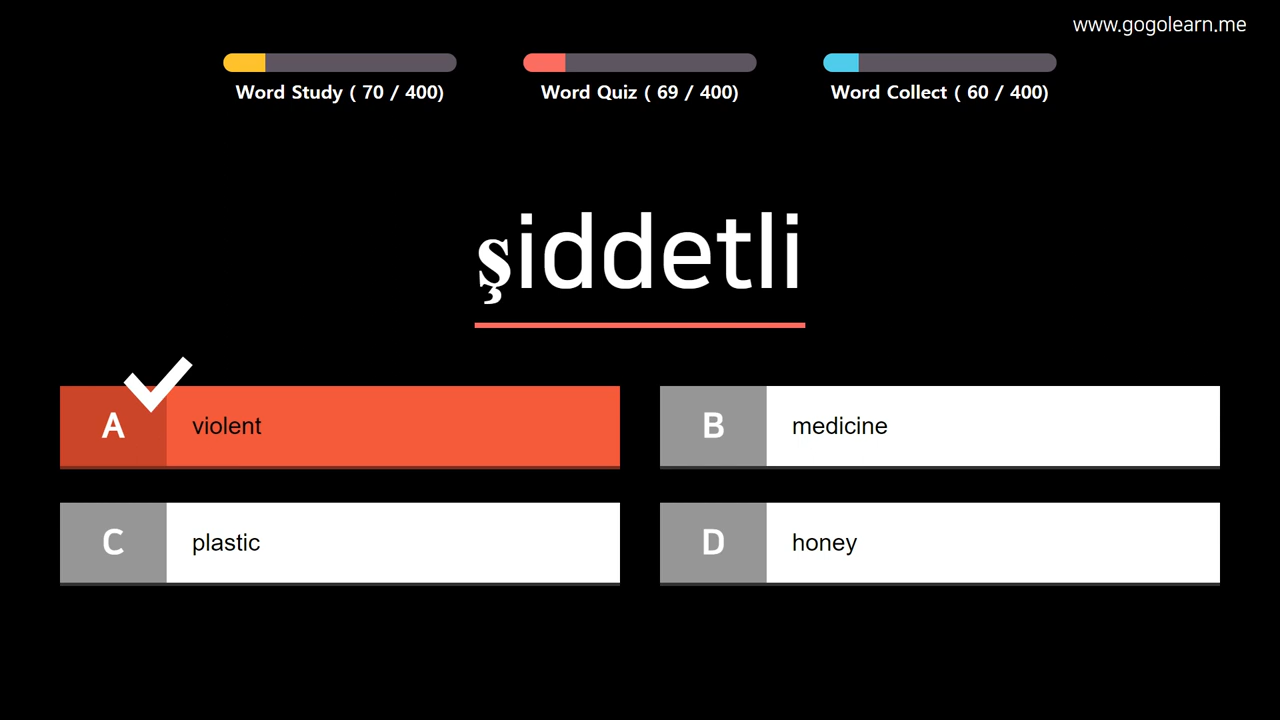 www.gogolearn.me
Word Study ( 70 / 400)
Word Quiz ( 69 / 400)
Word Collect ( 60 / 400)
şiddetli
A violent
B medicine
C plastic
D honey